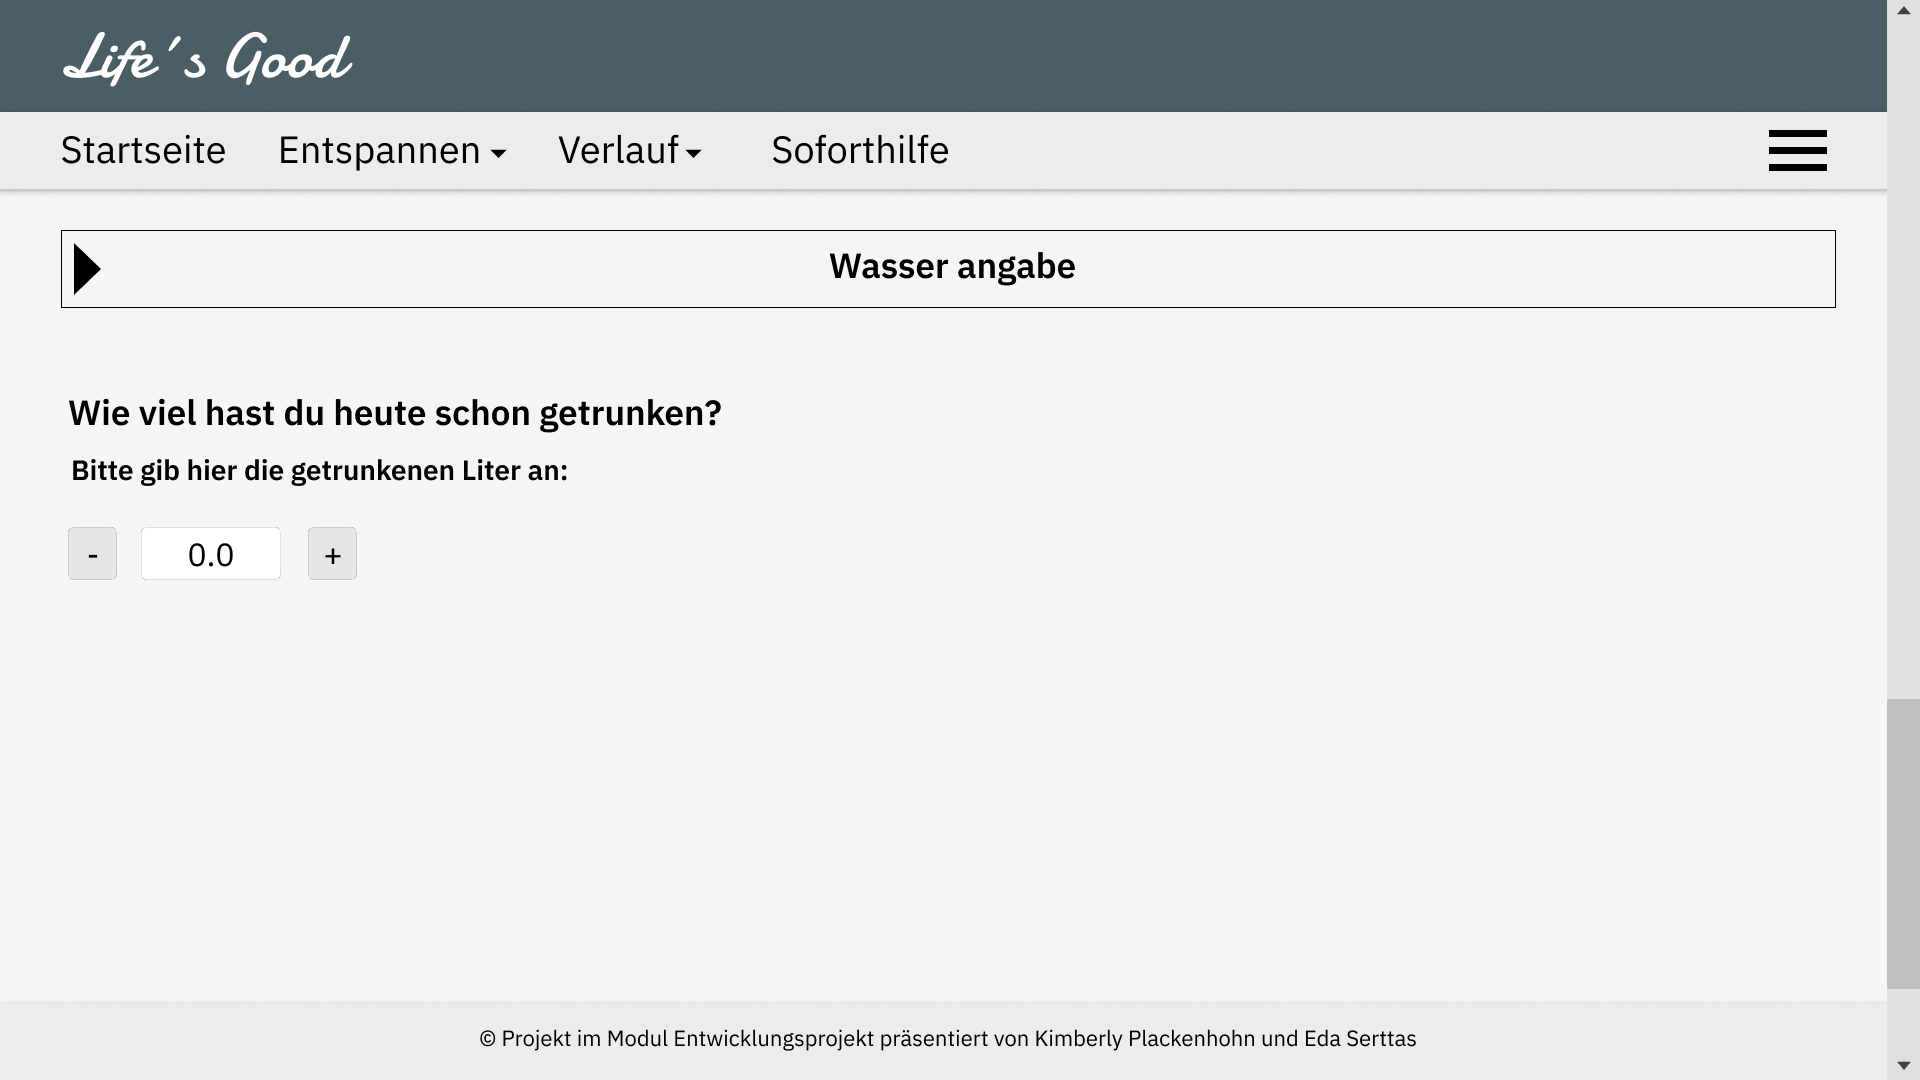 Life´s Good
Startseite Entspannen Verlauf Soforthilfe
Wasser angabe
Wie viel hast du heute schon getrunken?
Bitte gib hier die getrunkenen Liter an:
- 0.0 +
© Projekt im Modul Entwicklungsprojekt präsentiert von Kimberly Plackenhohn und Eda Serttas